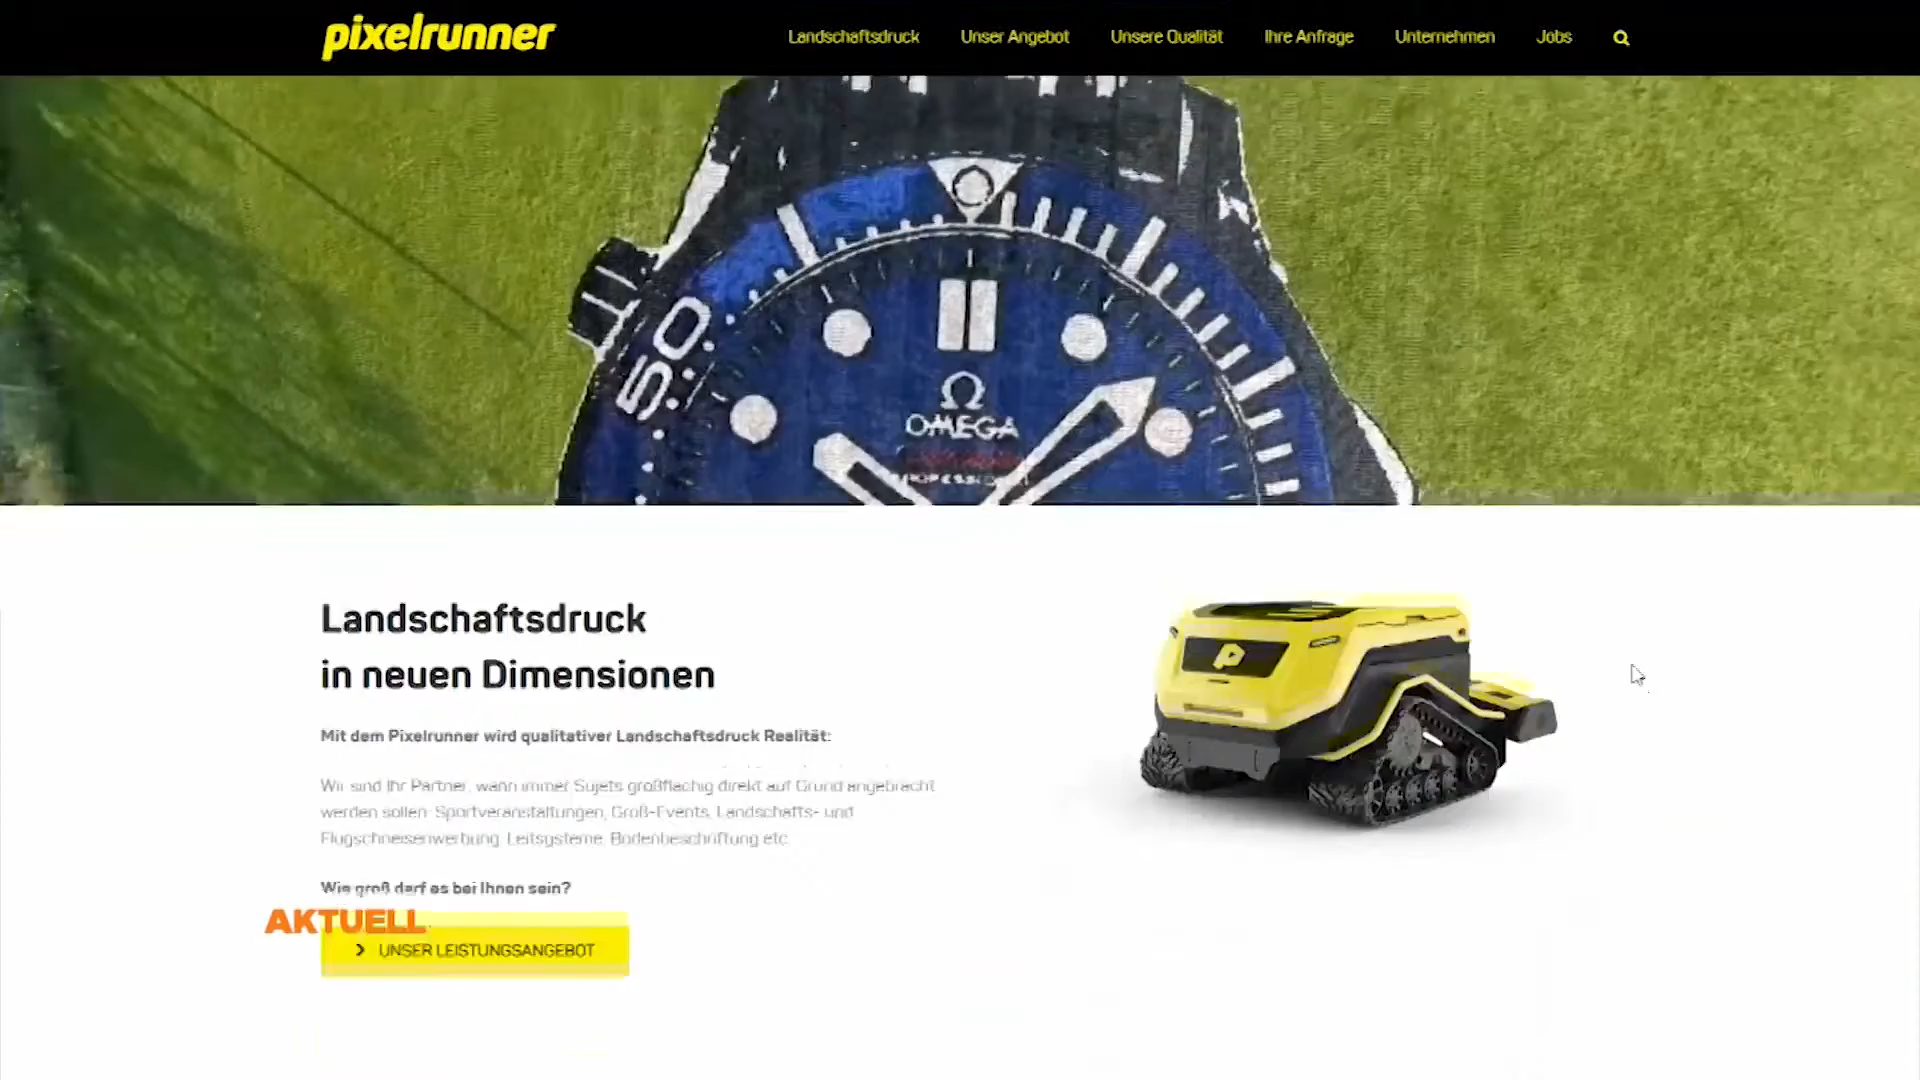 pixelrunner
Landschaftsdruck Unser Angebot Unsere Qualität Ihre Anfrage Unternehmen Jobs
50
OMEGA
Landschaftsdruck
in neuen Dimensionen
Mit dem Pixelrunner wird qualitativer Landschaftsdruck Realität:
Wir sind Ihr Partner, wann immer Sujets großflächig direkt auf Grund angebracht
werden sollen: Sportveranstaltungen, Groß-Events, Landschafts- und
Flugschneisenwerbung, Leitsysteme, Bodenbeschriftung etc.
Wie groß darf es bei Ihnen sein?
AKTUELL
UNSER LEISTUNGSANGEBOT